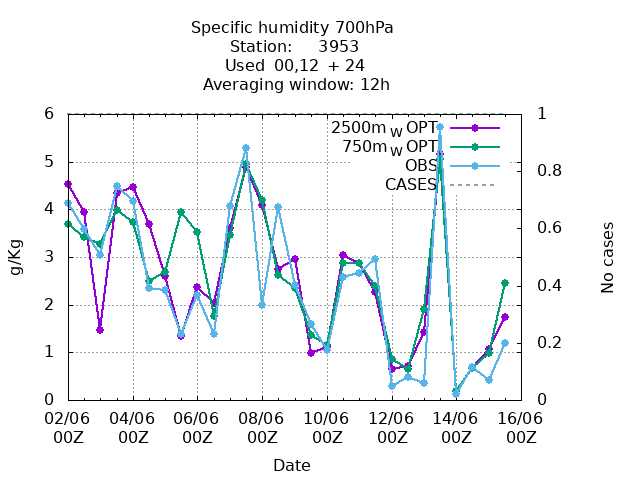 Specific humidity 700hPa
Station: 3953
Used 00,12 + 24
Averaging window: 12h
6 1
2500m_W OPT
750m_W OPT
OBS
CASES
5
0.8
4
0.6
3
0.4
2
0.2
1
0 0
g/Kg
No cases
02/06 04/06 06/06 08/06 10/06 12/06 14/06 16/06
00Z 00Z 00Z 00Z 00Z 00Z 00Z 00Z
Date